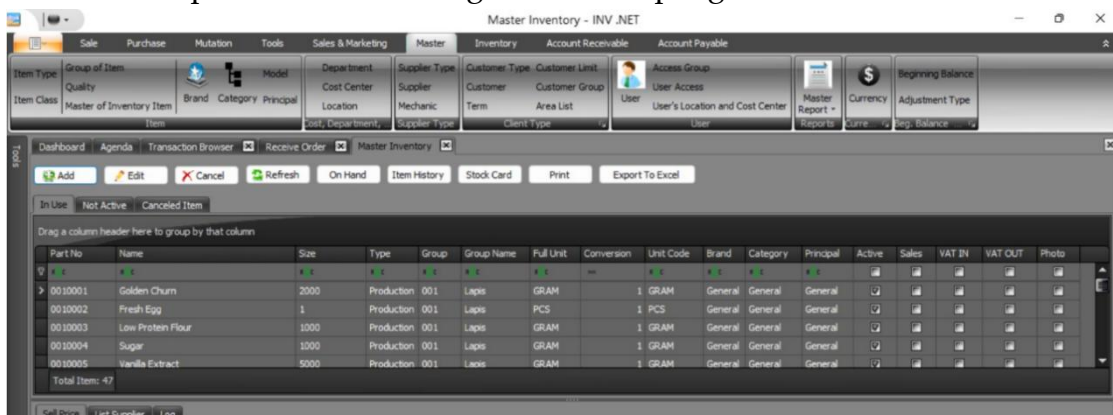 Master Inventory - INV .NET
Sale Purchase Mutation Tools Sales & Marketing Master Inventory Account Receivable Account Payable
Item Type Group of Item Model Department Supplier Type Customer Type Customer Limit Access Group Beginning Balance
Quality Cost Center Supplier Customer Customer Group User Access
Item Class Master of Inventory Item Brand Category Principal Location Mechanic Term Area List User User's Location and Cost Center Master Report Currency Adjustment Type
Item Cost, Department, Supplier Type Client Type User Reports Curre... Beg. Balance ...
Tools
Dashboard Agenda Transaction Browser Receive Order Master Inventory
Add Edit Cancel Refresh On Hand Item History Stock Card Print Export To Excel
In Use Not Active Canceled Item
Drag a column header here to group by that column
Part No Name Size Type Group Group Name Full Unit Conversion Unit Code Brand Category Principal Active Sales VAT IN VAT OUT Photo
0010001 Golden Churn 2000 Production 001 Lapis GRAM 1 GRAM General General General
0010002 Fresh Egg 1 Production 001 Lapis PCS 1 PCS General General General
0010003 Low Protein Flour 1000 Production 001 Lapis GRAM 1 GRAM General General General
0010004 Sugar 1000 Production 001 Lapis GRAM 1 GRAM General General General
0010005 Vanilla Extract 5000 Production 001 Lapis GRAM 1 GRAM General General General
Total Item: 47
Sell Price List Supplier Log